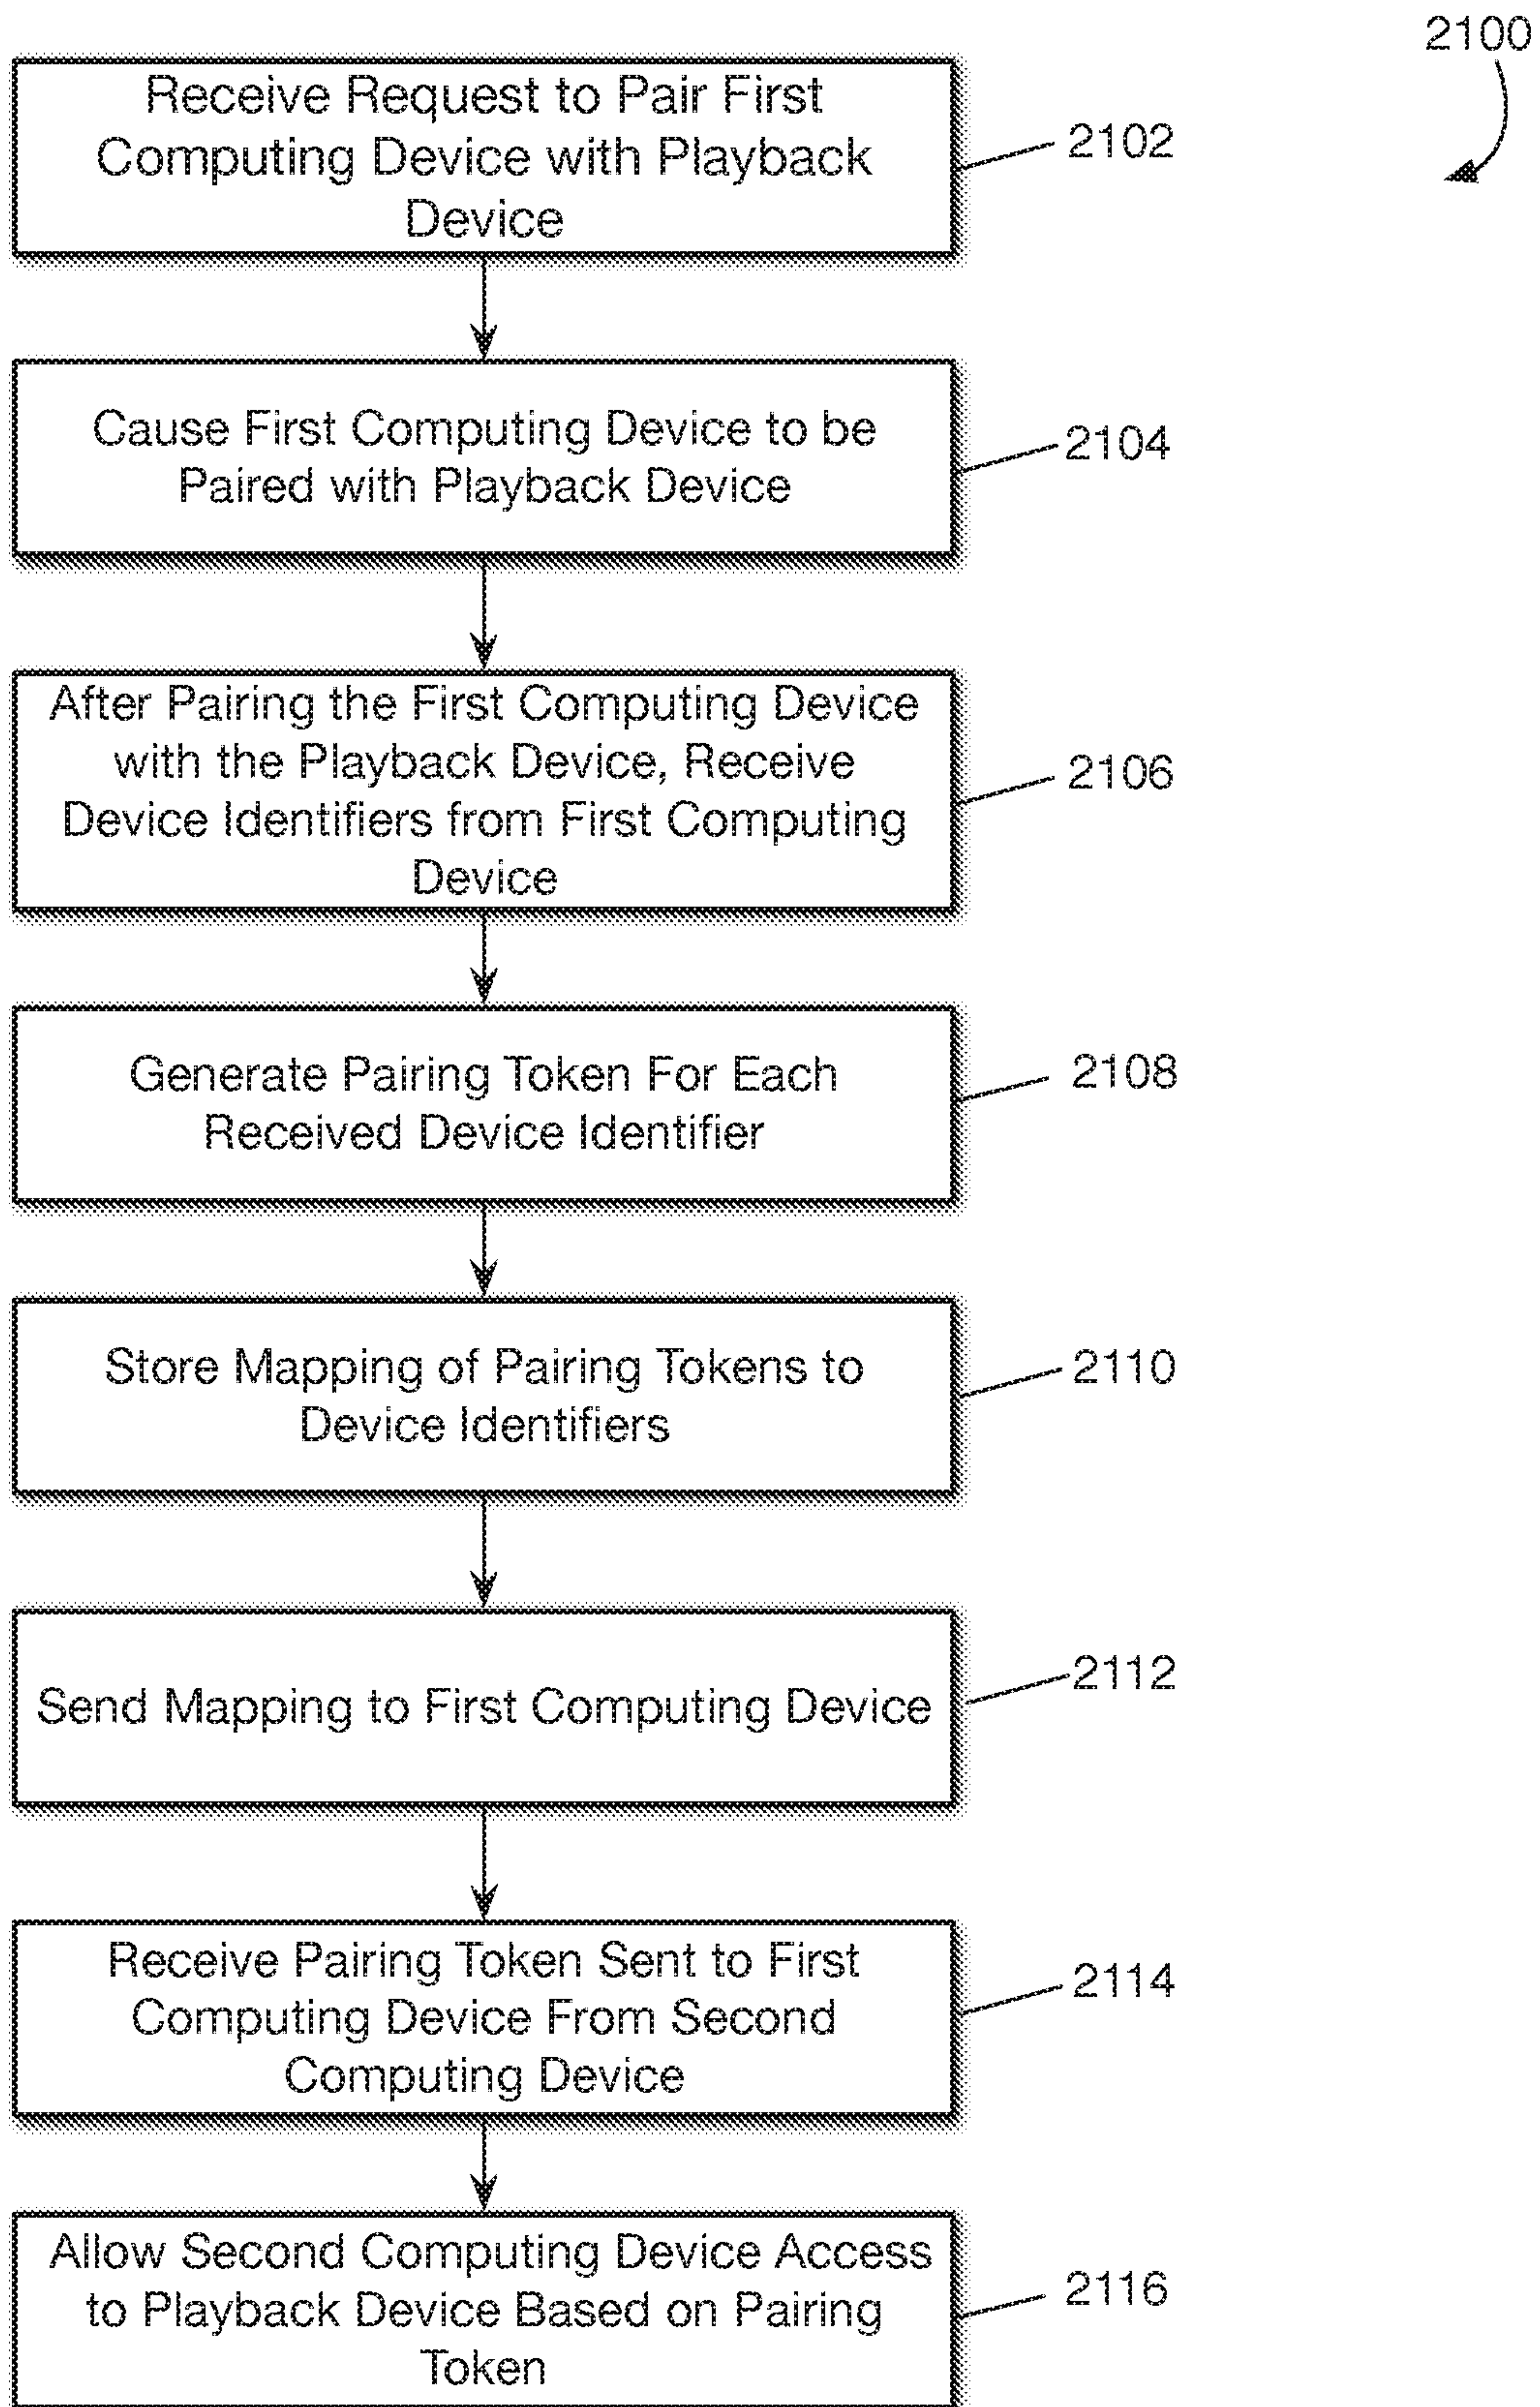 2100
Receive Request to Pair First
Computing Device with Playback
Device
2102
Cause First Computing Device to be
Paired with Playback Device
2104
After Pairing the First Computing Device
with the Playback Device, Receive
Device Identifiers from First Computing
Device
2106
Generate Pairing Token For Each
Received Device Identifier
2108
Store Mapping of Pairing Tokens to
Device Identifiers
2110
Send Mapping to First Computing Device
2112
Receive Pairing Token Sent to First
Computing Device From Second
Computing Device
2114
Allow Second Computing Device Access
to Playback Device Based on Pairing
Token
2116